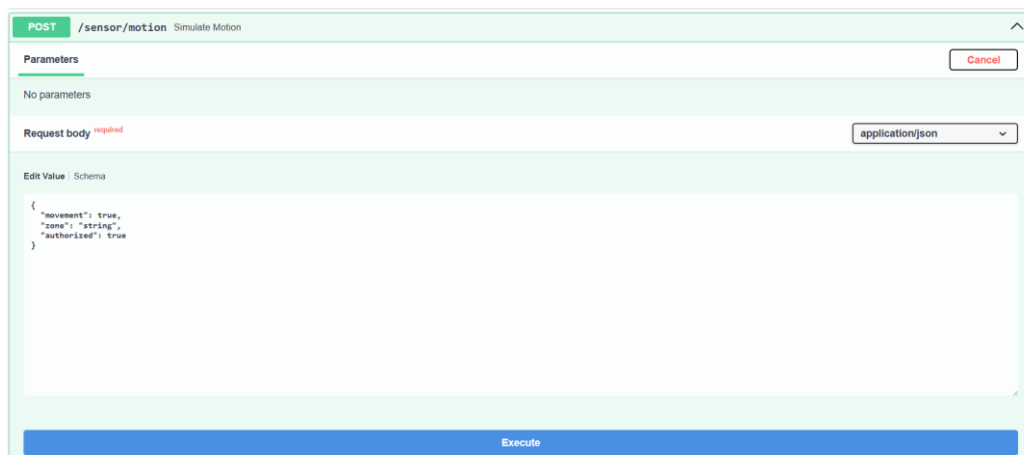 POST /sensor/motion Simulate Motion
Parameters Cancel
No parameters
Request body required application/json
Edit Value Schema
{
  "movement": true,
  "zone": "string",
  "authorized": true
}
Execute